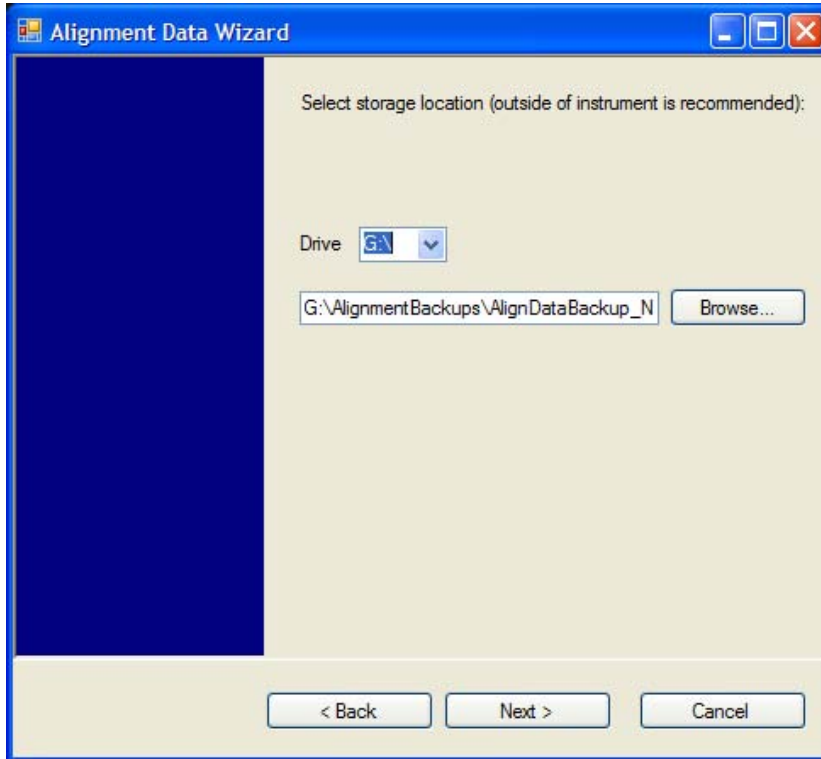 Alignment Data Wizard
Select storage location (outside of instrument is recommended):
Drive G:\
G:\AlignmentBackups\AlignDataBackup_N Browse...
< Back Next > Cancel